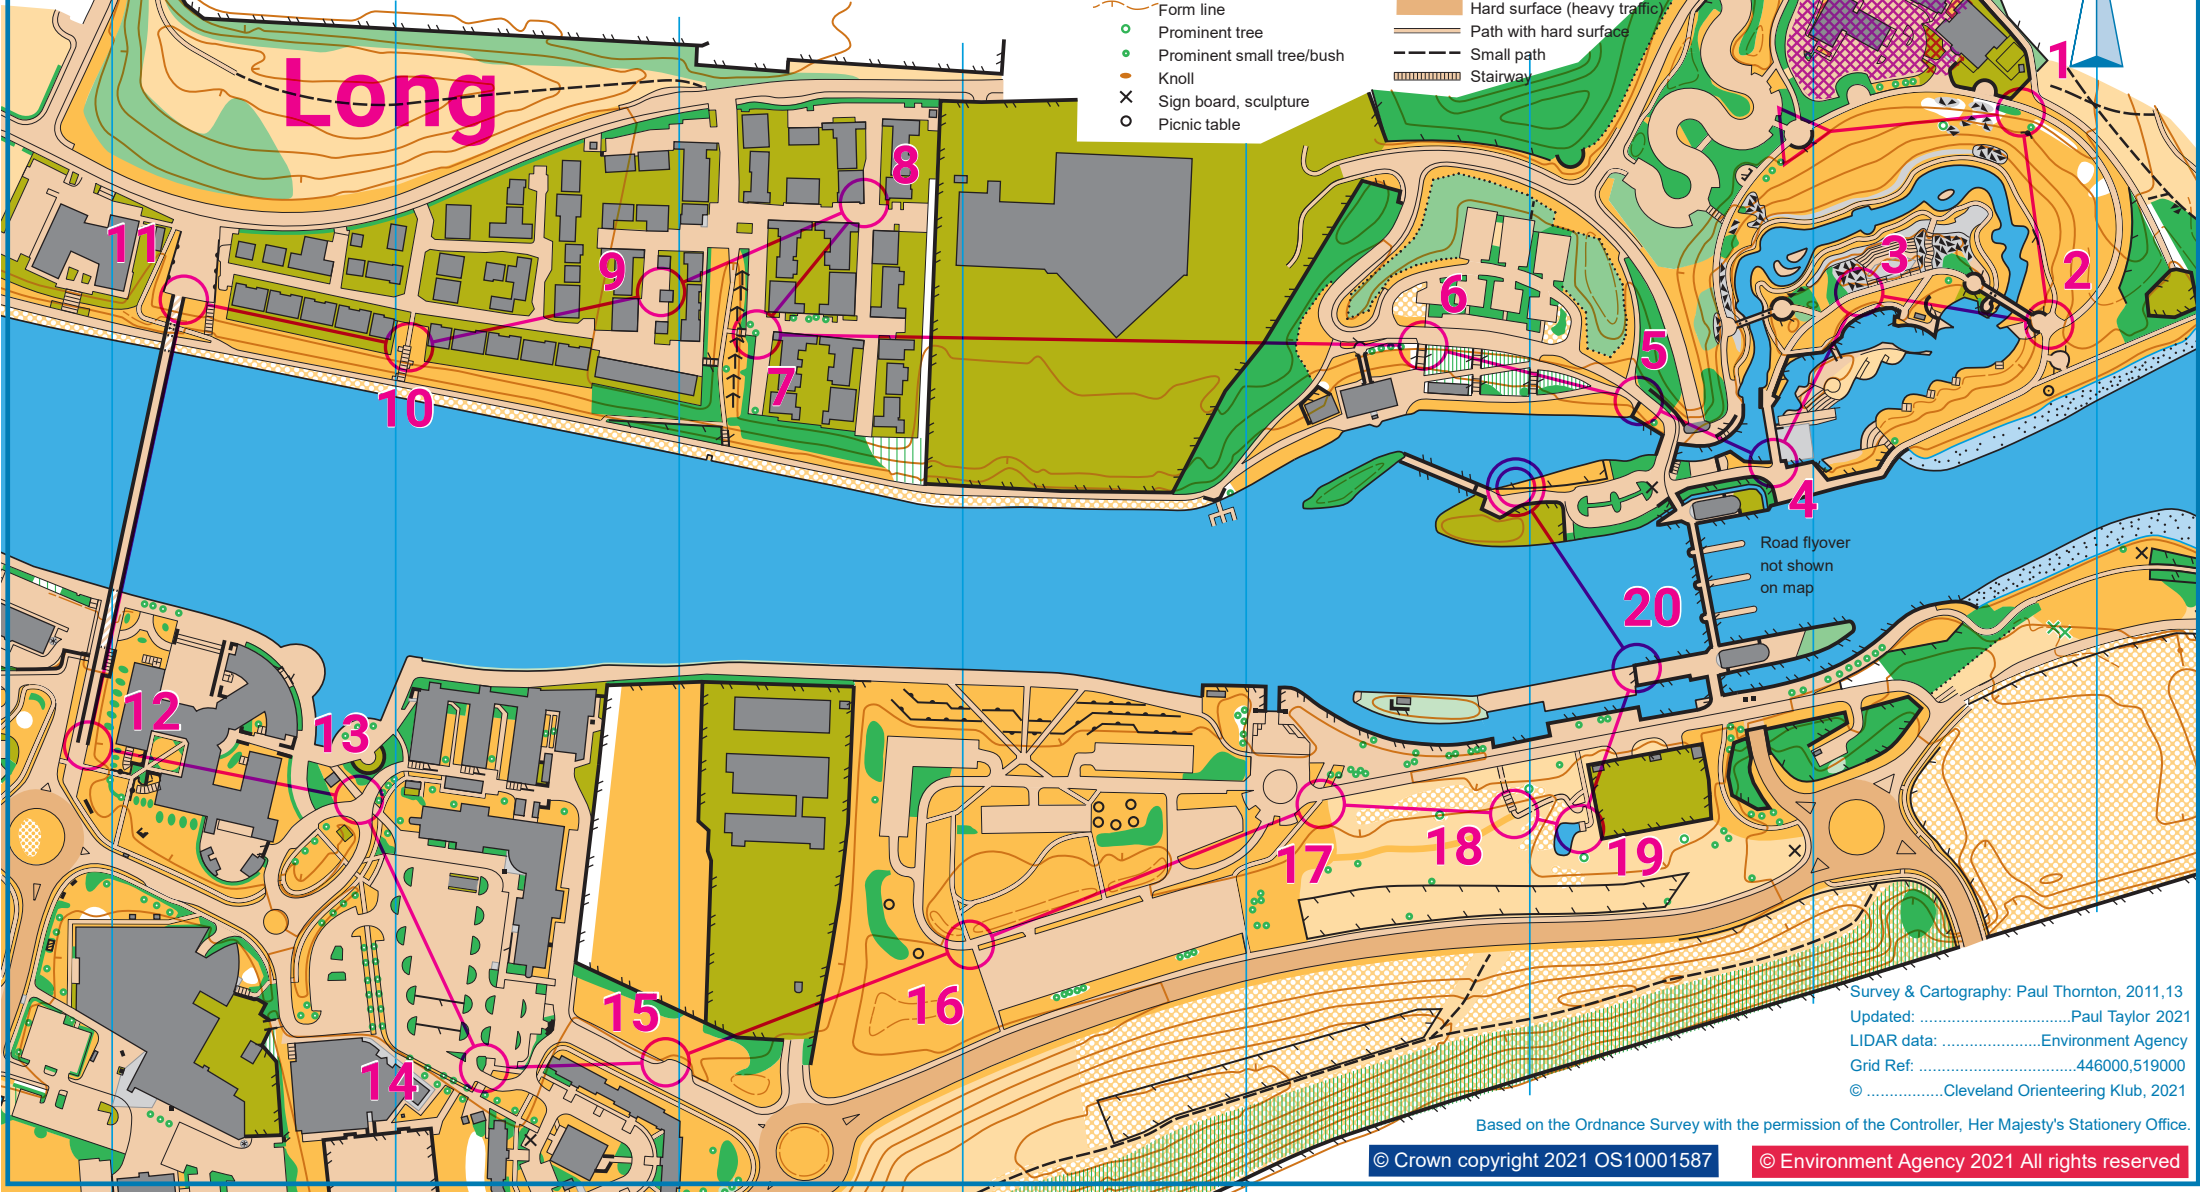 Long
Form line
Prominent tree
Prominent small tree/bush
Knoll
Sign board, sculpture
Picnic table
Hard surface (heavy traffic)
Path with hard surface
Small path
Stairway
1
2
3
4
5
6
7
8
9
10
11
12
13
14
15
16
17
18
19
20
Road flyover
not shown
on map
Survey & Cartography: Paul Thornton, 2011,13
Updated: .................................Paul Taylor 2021
LIDAR data: ......................Environment Agency
Grid Ref: ...................................446000,519000
© .................Cleveland Orienteering Klub, 2021
Based on the Ordnance Survey with the permission of the Controller, Her Majesty's Stationery Office.
© Crown copyright 2021 OS10001587
© Environment Agency 2021 All rights reserved